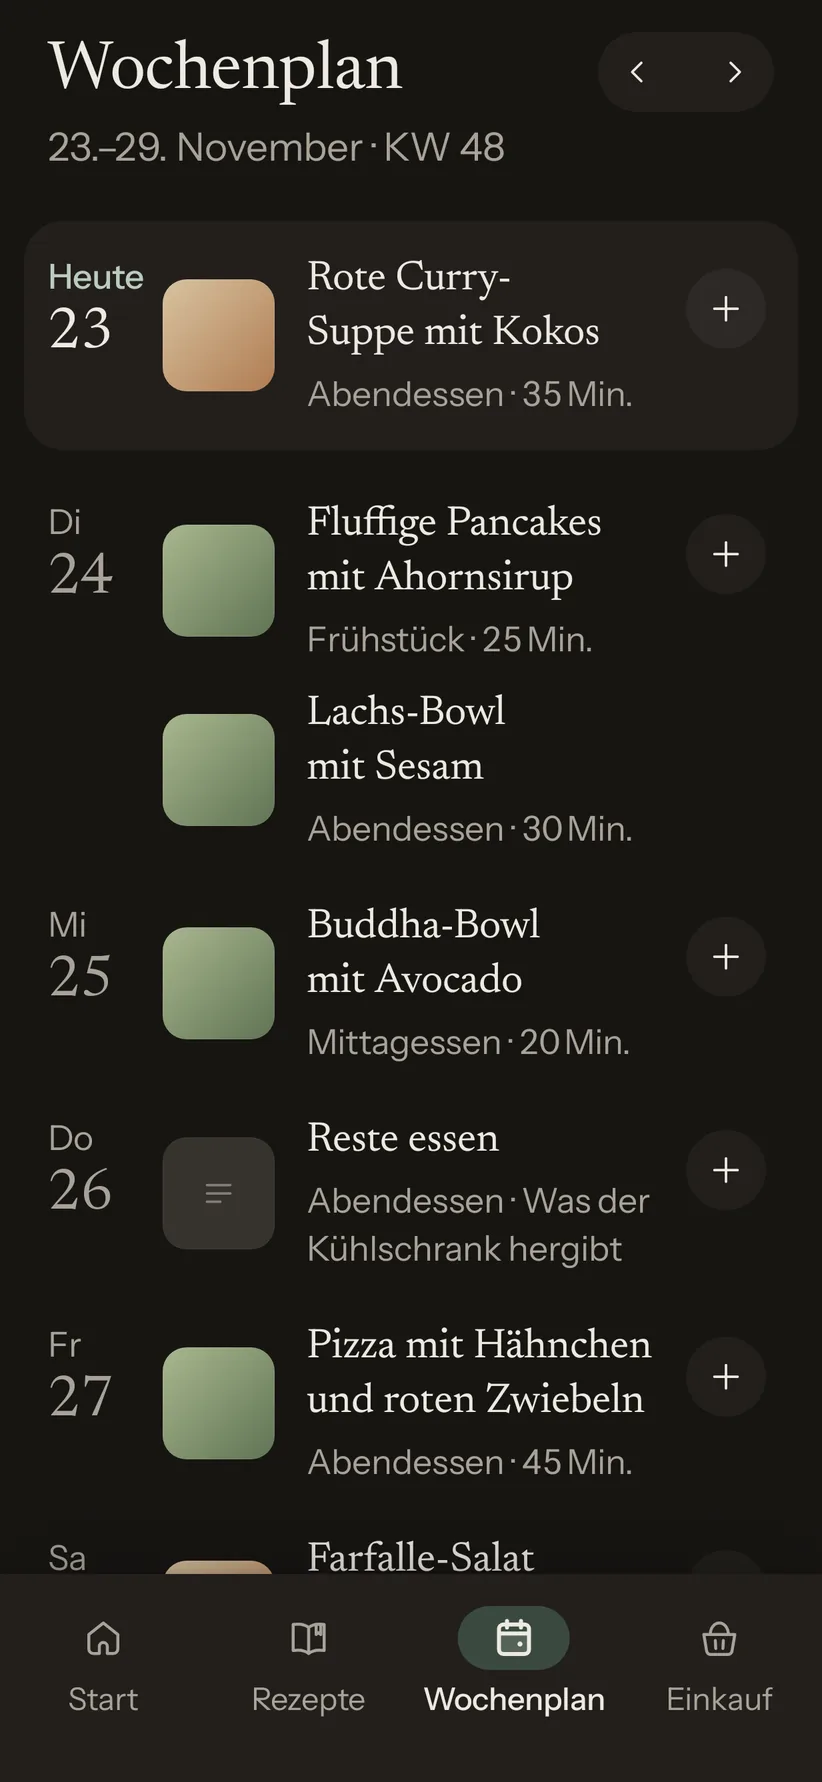 Wochenplan
23.–29. November · KW 48
Heute
23
Rote Curry-
Suppe mit Kokos
Abendessen · 35 Min.
Di
24
Fluffige Pancakes
mit Ahornsirup
Frühstück · 25 Min.
Lachs-Bowl
mit Sesam
Abendessen · 30 Min.
Mi
25
Buddha-Bowl
mit Avocado
Mittagessen · 20 Min.
Do
26
Reste essen
Abendessen · Was der
Kühlschrank hergibt
Fr
27
Pizza mit Hähnchen
und roten Zwiebeln
Abendessen · 45 Min.
Sa
Farfalle-Salat
Start
Rezepte
Wochenplan
Einkauf